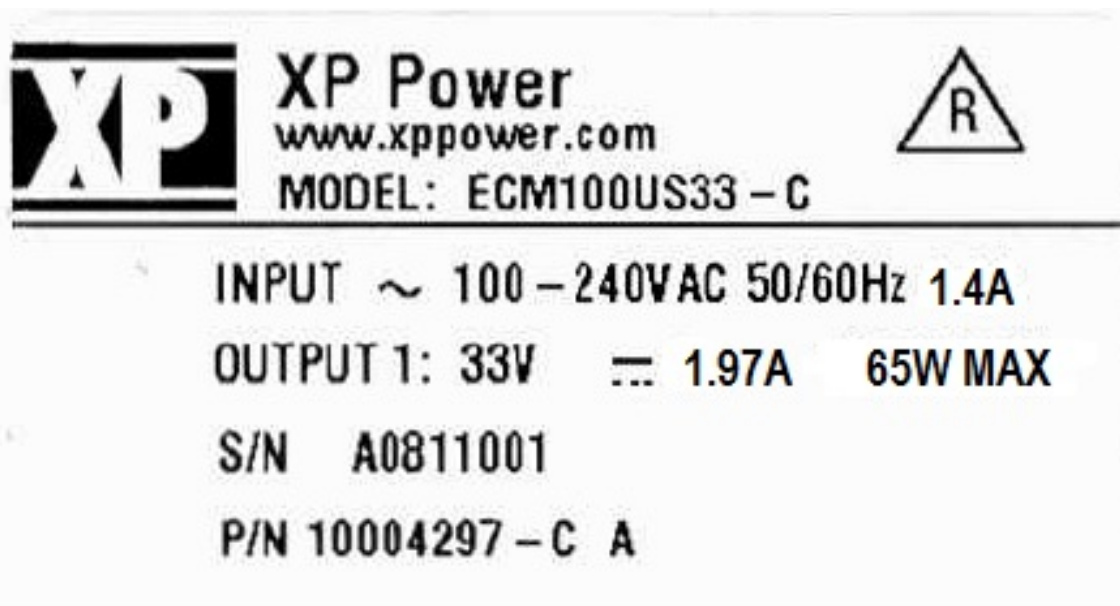 XP
XP Power
www.xppower.com
MODEL: ECM100US33-C
R
INPUT ~ 100-240VAC 50/60Hz 1.4A
OUTPUT 1: 33V ⎓ 1.97A 65W MAX
S/N A0811001
P/N 10004297-C A